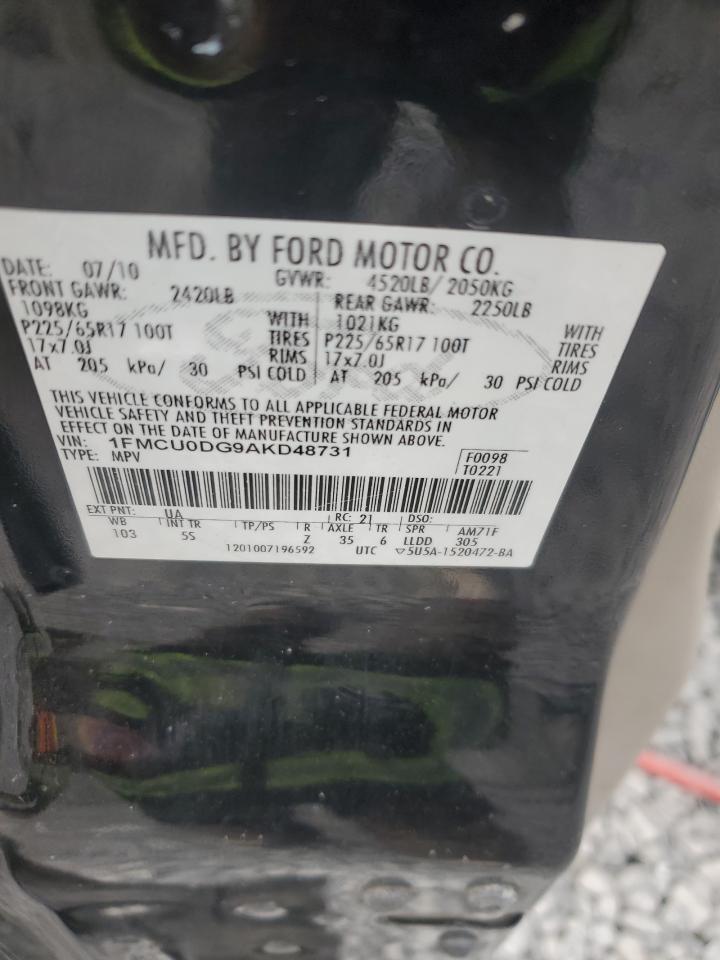 MFD. BY FORD MOTOR CO.
DATE: 07/10 GVWR: 4520LB/ 2050KG
FRONT GAWR: 2420LB REAR GAWR: 2250LB
1098KG WITH 1021KG WITH
P225/65R17 100T TIRES P225/65R17 100T TIRES
17x7.0J RIMS 17x7.0J RIMS
AT 205 kPa/ 30 PSI COLD AT 205 kPa/ 30 PSI COLD
THIS VEHICLE CONFORMS TO ALL APPLICABLE FEDERAL MOTOR
VEHICLE SAFETY AND THEFT PREVENTION STANDARDS IN
EFFECT ON THE DATE OF MANUFACTURE SHOWN ABOVE.
VIN: 1FMCU0DG9AKD48731 F0098
TYPE: MPV T0221
EXT PNT: UA RC: 21 DSO:
WB INT TR TP/PS R AXLE TR SPR AM71F
103 5S Z 35 6 LLDD 305
1201007196592 UTC ▽5U5A-1520472-BA